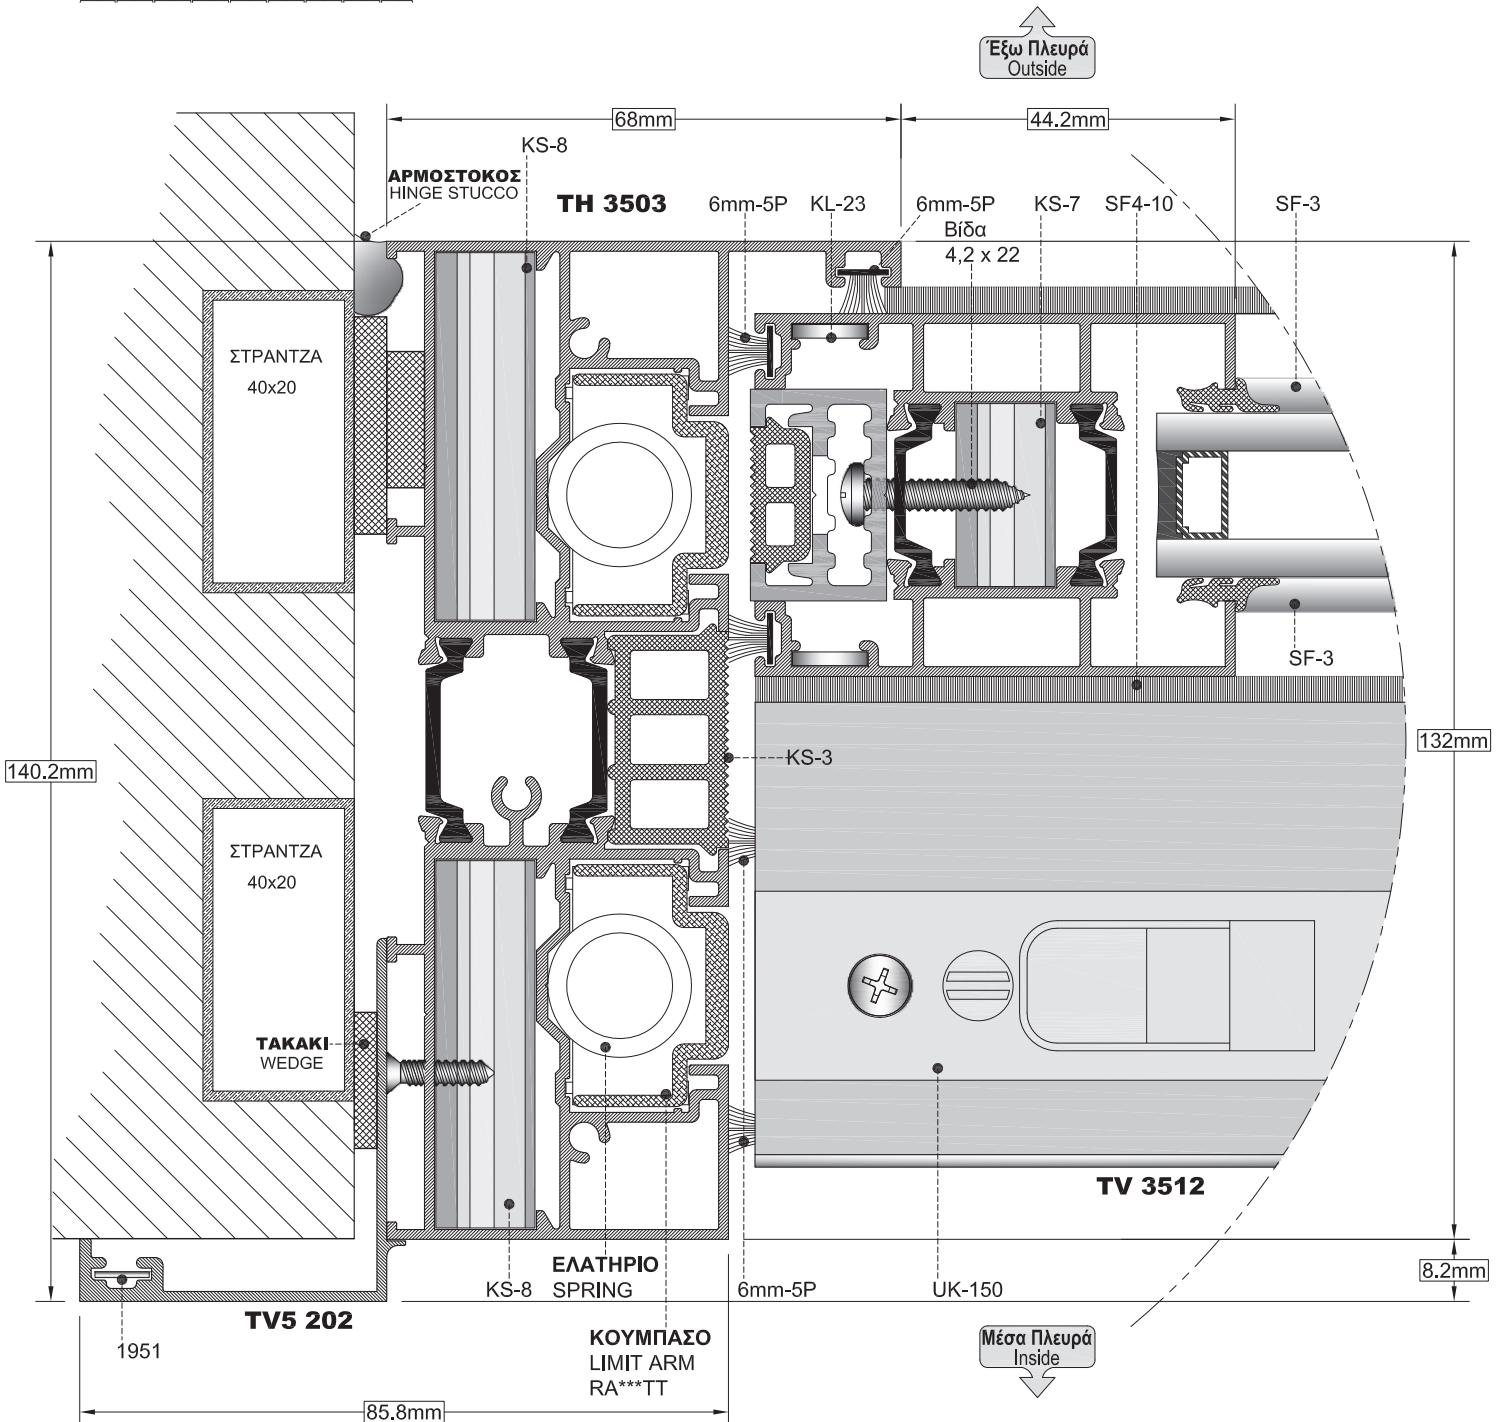 Έξω Πλευρά
Outside
68mm
44.2mm
KS-8
ΑΡΜΟΣΤΟΚΟΣ
HINGE STUCCO
TH 3503
6mm-5P
KL-23
6mm-5P
KS-7
SF4-10
SF-3
Βίδα
4,2 x 22
ΣΤΡΑΝΤΖΑ
40x20
SF-3
KS-3
132mm
140.2mm
ΣΤΡΑΝΤΖΑ
40x20
ΤΑΚΑΚΙ
WEDGE
TV 3512
ΕΛΑΤΗΡΙΟ
SPRING
KS-8
6mm-5P
UK-150
8.2mm
TV5 202
1951
ΚΟΥΜΠΑΣΟ
LIMIT ARM
RA***TT
Μέσα Πλευρά
Inside
85.8mm